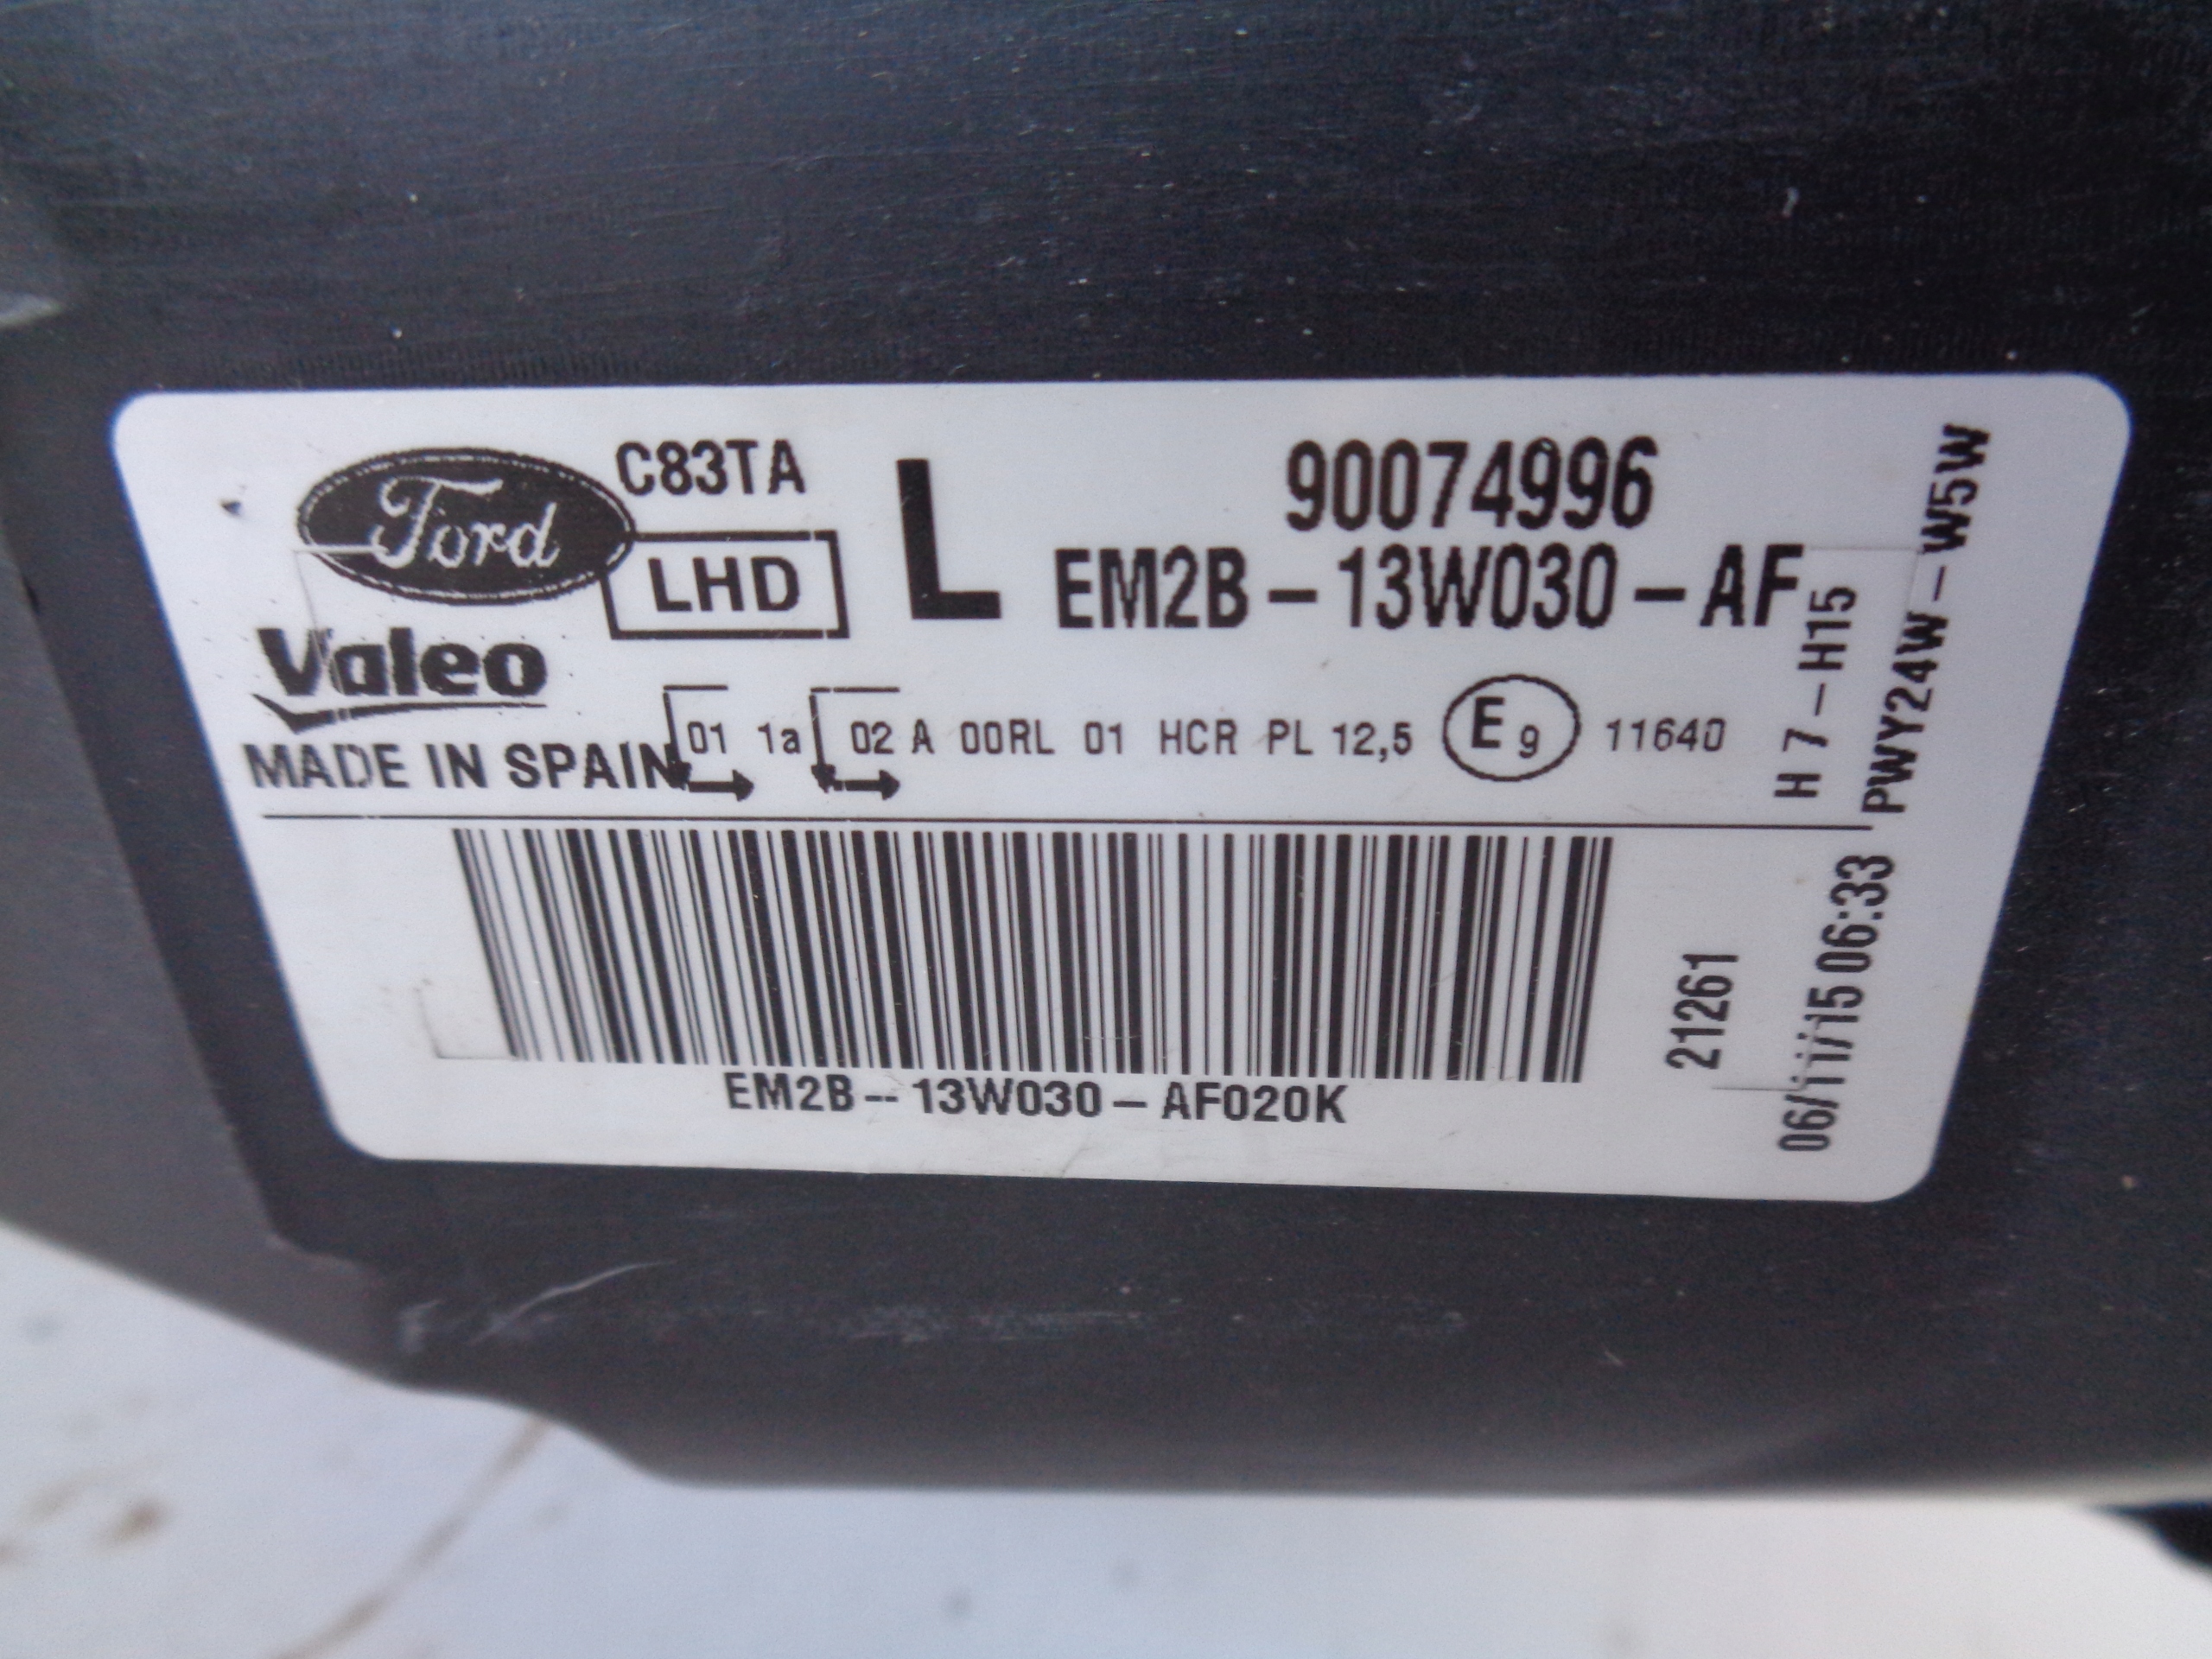 Ford
C83TA
LHD
L
90074996
EM2B-13W030-AF
Valeo
MADE IN SPAIN
01 1a 02 A 00RL 01 HCR PL 12,5 E9 11640
H7-H15
PWY24W-W5W
EM2B--13W030-AF020K
21261
06/11/15 06:33